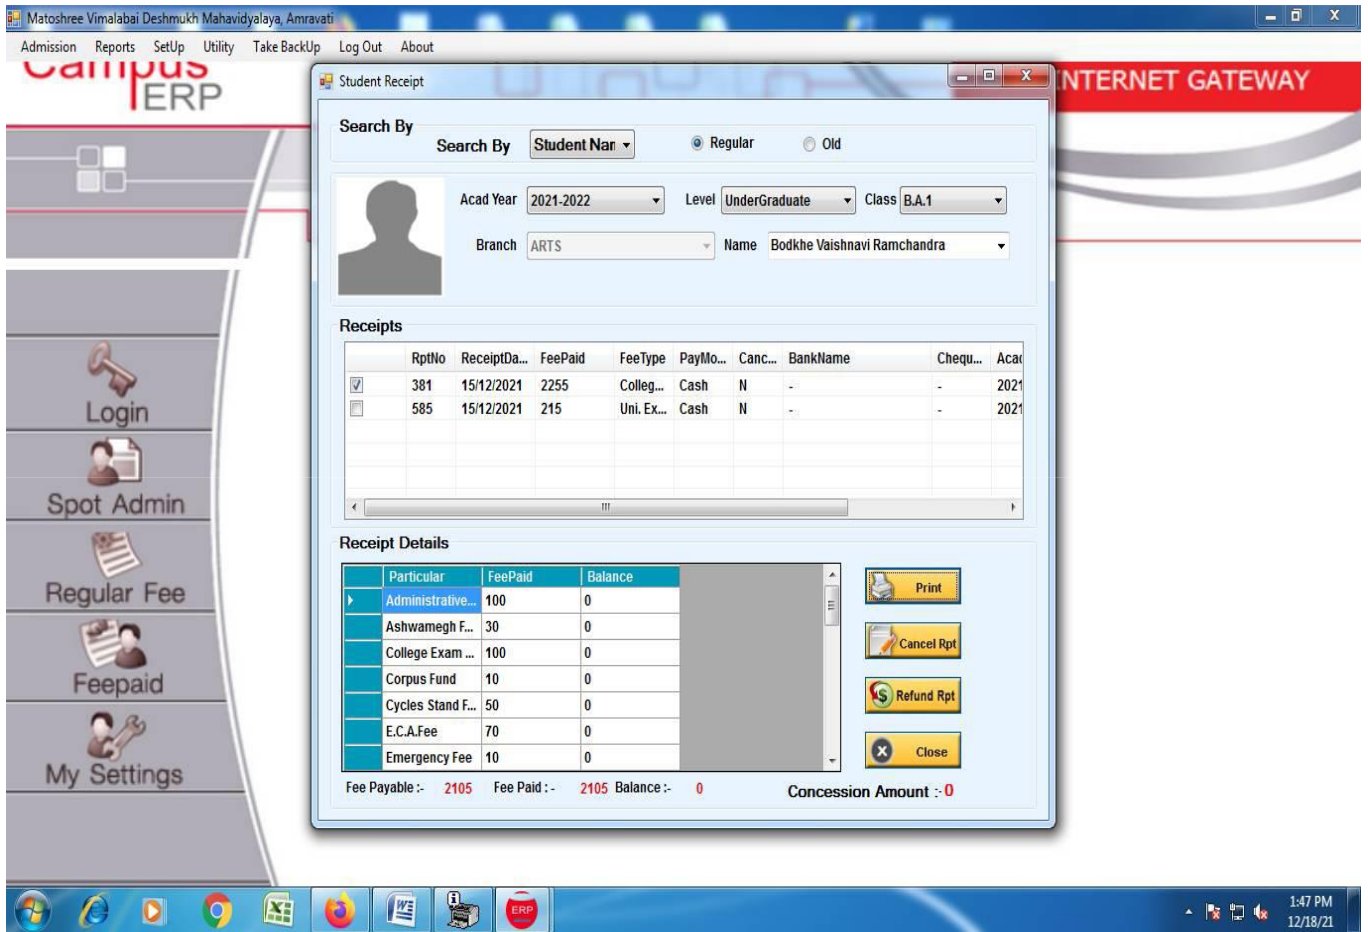 Matoshree Vimalabai Deshmukh Mahavidyalaya, Amravati
Admission Reports SetUp Utility Take BackUp Log Out About
Campus
ERP
INTERNET GATEWAY
Student Receipt
Search By
Search By Student Nan Regular Old
Acad Year 2021-2022 Level UnderGraduate Class B.A.1
Branch ARTS Name Bodkhe Vaishnavi Ramchandra
Receipts
RptNo ReceiptDa... FeePaid FeeType PayMo... Canc... BankName Chequ... Acad
381 15/12/2021 2255 Colleg... Cash N - - 2021
585 15/12/2021 215 Uni. Ex... Cash N - - 2021
Receipt Details
Particular FeePaid Balance
Administrative... 100 0
Ashwamegh F... 30 0
College Exam ... 100 0
Corpus Fund 10 0
Cycles Stand F... 50 0
E.C.A.Fee 70 0
Emergency Fee 10 0
Print
Cancel Rpt
Refund Rpt
Close
Fee Payable :- 2105 Fee Paid : - 2105 Balance :- 0 Concession Amount :- 0
Login
Spot Admin
Regular Fee
Feepaid
My Settings
ERP
1:47 PM
12/18/21